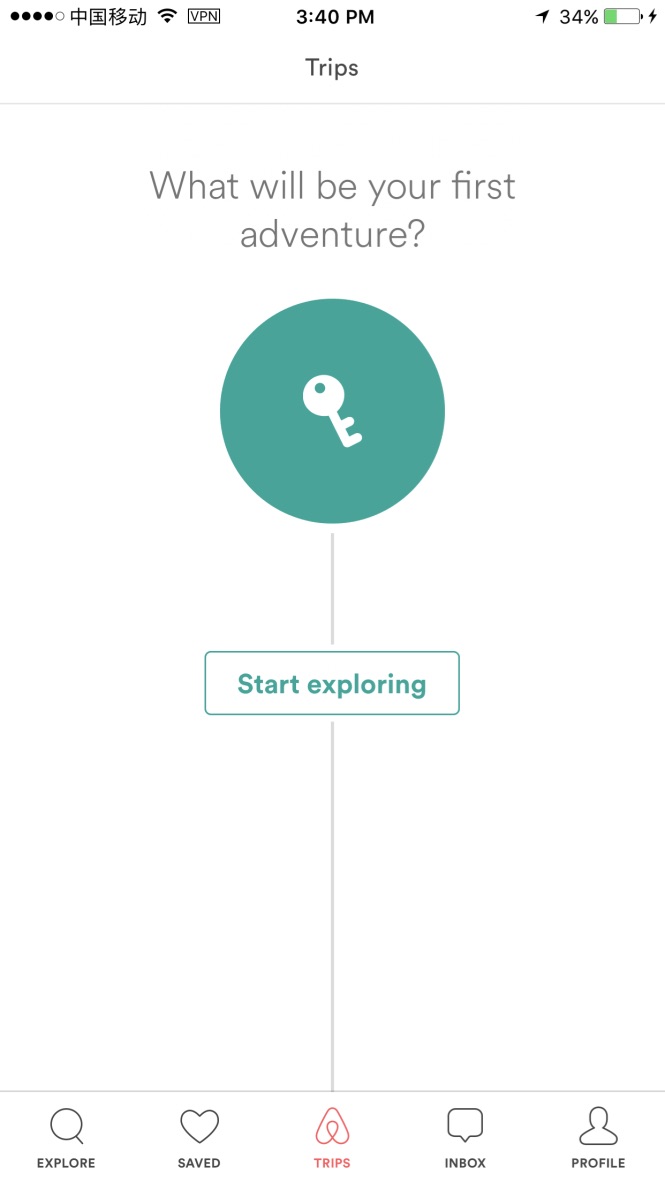 中国移动 VPN 3:40 PM 34%
Trips
What will be your first
adventure?
Start exploring
EXPLORE SAVED TRIPS INBOX PROFILE